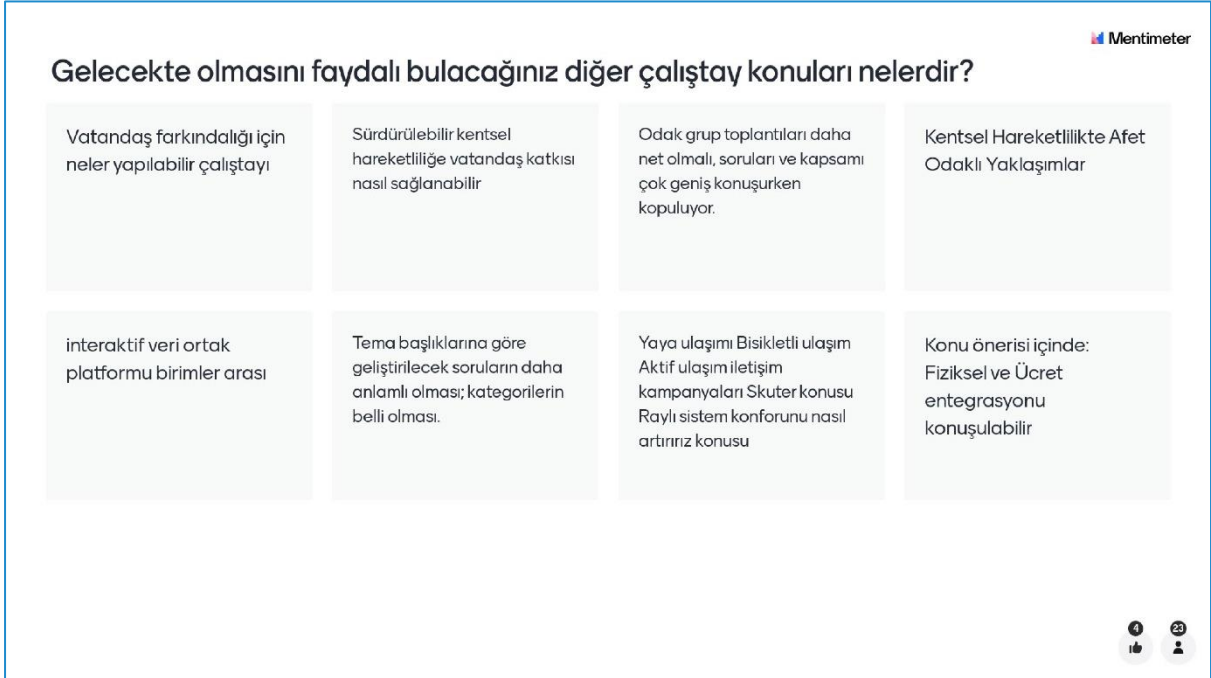 Mentimeter
Gelecekte olmasını faydalı bulacağınız diğer çalıştay konuları nelerdir?
Vatandaş farkındalığı için
neler yapılabilir çalıştayı
Sürdürülebilir kentsel
hareketliliğe vatandaş katkısı
nasıl sağlanabilir
Odak grup toplantıları daha
net olmalı, soruları ve kapsamı
çok geniş konuşurken
kopuluyor.
Kentsel Hareketlilikte Afet
Odaklı Yaklaşımlar
interaktif veri ortak
platformu birimler arası
Tema başlıklarına göre
geliştirilecek soruların daha
anlamlı olması; kategorilerin
belli olması.
Yaya ulaşımı Bisikletli ulaşım
Aktif ulaşım iletişim
kampanyaları Skuter konusu
Raylı sistem konforunu nasıl
artırırız konusu
Konu önerisi içinde:
Fiziksel ve Ücret
entegrasyonu
konuşulabilir
4
23